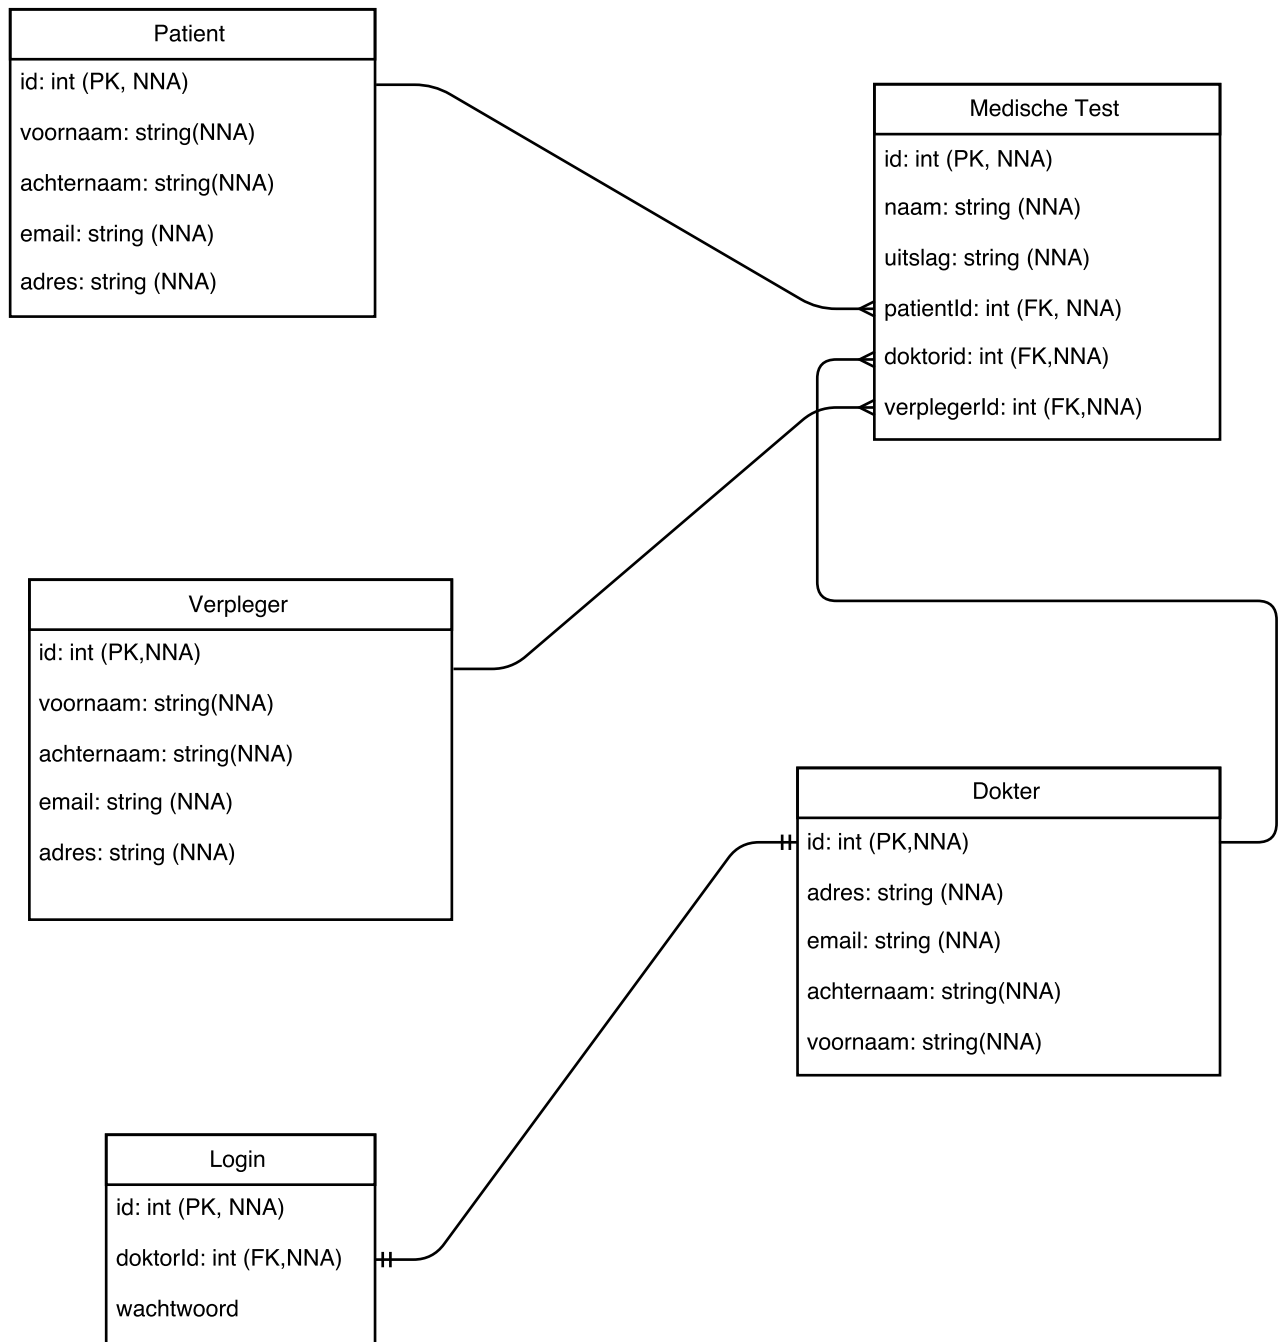 Patient
id: int (PK, NNA)
voornaam: string(NNA)
achternaam: string(NNA)
email: string (NNA)
adres: string (NNA)
Medische Test
id: int (PK, NNA)
naam: string (NNA)
uitslag: string (NNA)
patientId: int (FK, NNA)
doktorid: int (FK,NNA)
verplegerId: int (FK,NNA)
Verpleger
id: int (PK,NNA)
voornaam: string(NNA)
achternaam: string(NNA)
email: string (NNA)
adres: string (NNA)
Dokter
id: int (PK,NNA)
adres: string (NNA)
email: string (NNA)
achternaam: string(NNA)
voornaam: string(NNA)
Login
id: int (PK, NNA)
doktorId: int (FK,NNA)
wachtwoord